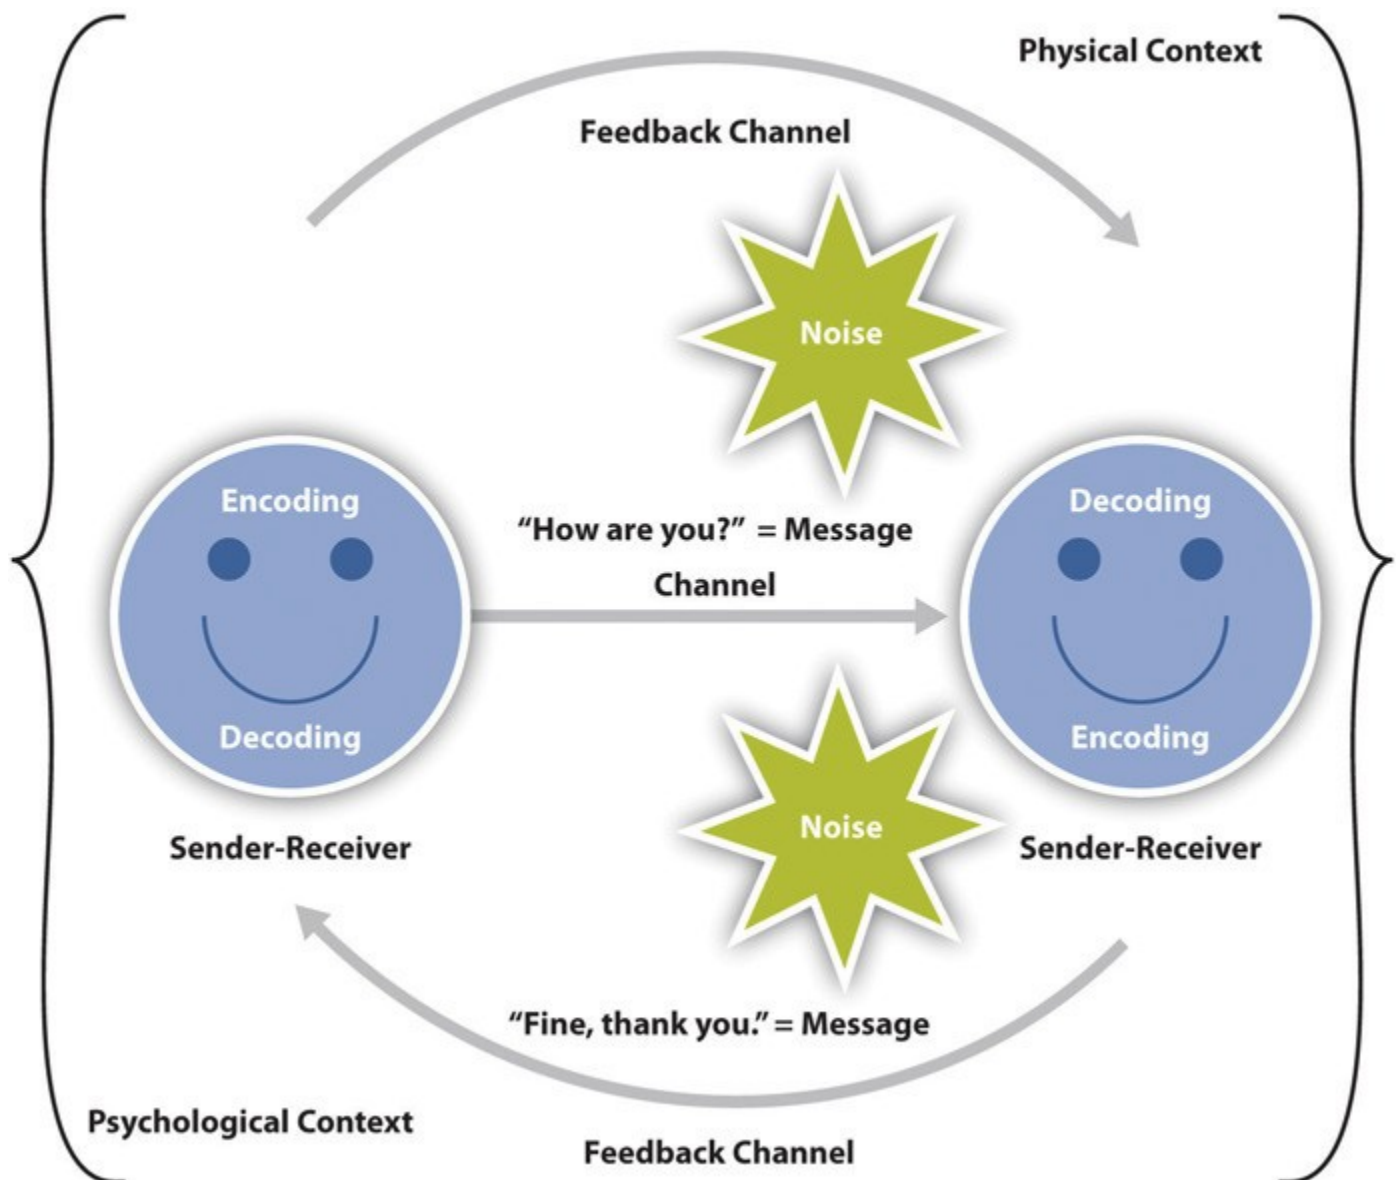 Physical Context
Feedback Channel
Noise
Encoding
Decoding
“How are you?” = Message
Channel
Decoding
Encoding
Noise
Sender-Receiver
Sender-Receiver
“Fine, thank you.” = Message
Psychological Context
Feedback Channel